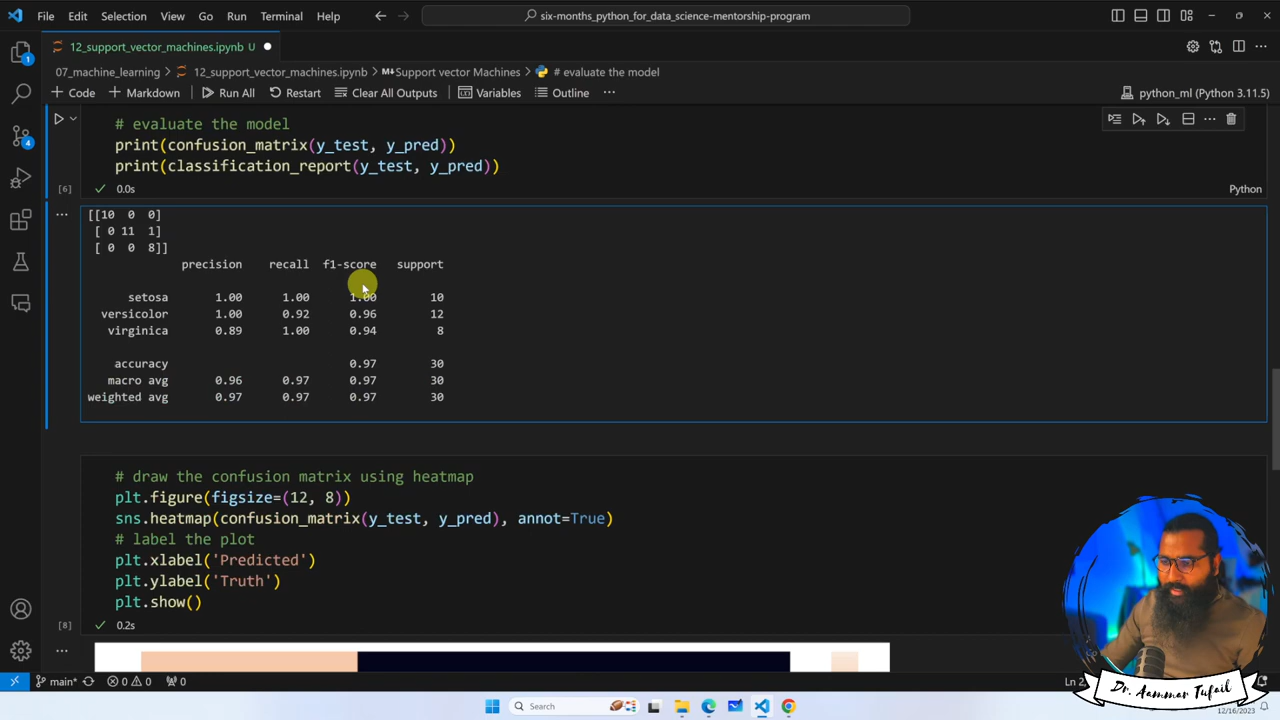 File Edit Selection View Go Run Terminal Help
six-months_python_for_data_science-mentorship-program
12_support_vector_machines.ipynb U
07_machine_learning > 12_support_vector_machines.ipynb > M↓Support vector Machines > # evaluate the model
+ Code + Markdown Run All Restart Clear All Outputs Variables Outline ... python_ml (Python 3.11.5)
# evaluate the model
print(confusion_matrix(y_test, y_pred))
print(classification_report(y_test, y_pred))
[6] 0.0s Python
[[10 0 0]
[ 0 11 1]
[ 0 0 8]]
precision recall f1-score support
setosa 1.00 1.00 1.00 10
versicolor 1.00 0.92 0.96 12
virginica 0.89 1.00 0.94 8
accuracy 0.97 30
macro avg 0.96 0.97 0.97 30
weighted avg 0.97 0.97 0.97 30
# draw the confusion matrix using heatmap
plt.figure(figsize=(12, 8))
sns.heatmap(confusion_matrix(y_test, y_pred), annot=True)
# label the plot
plt.xlabel('Predicted')
plt.ylabel('Truth')
plt.show()
[8] 0.2s
1
4
Dr. Aammar Tufail
main* 0 0 0 Ln 2,
Search
12/16/2023